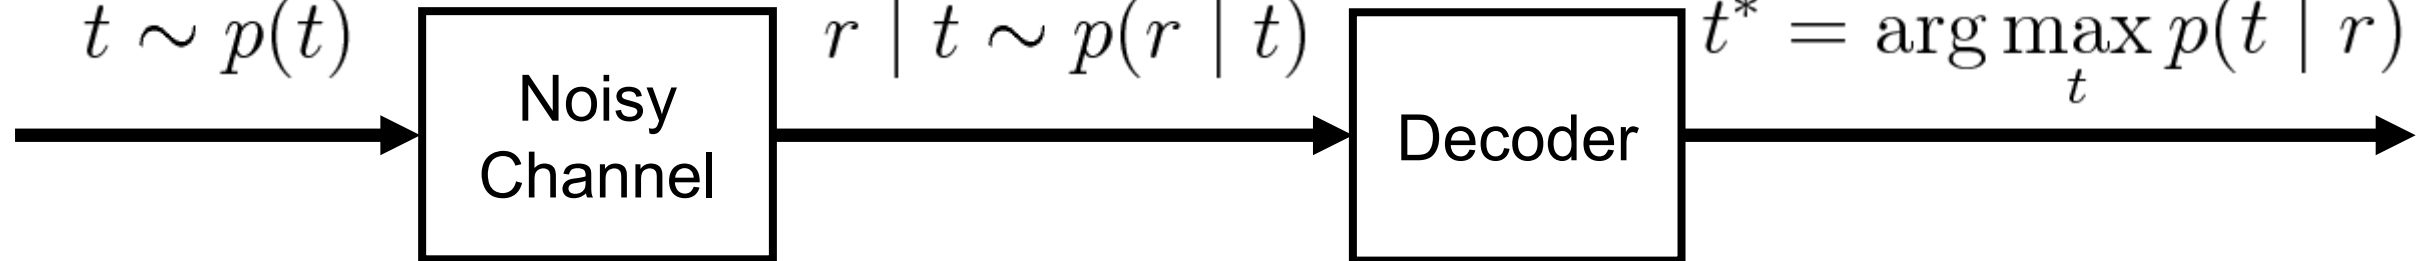 t ∼ p(t)
Noisy
Channel
r | t ∼ p(r | t)
Decoder
t* = arg max p(t | r)
t